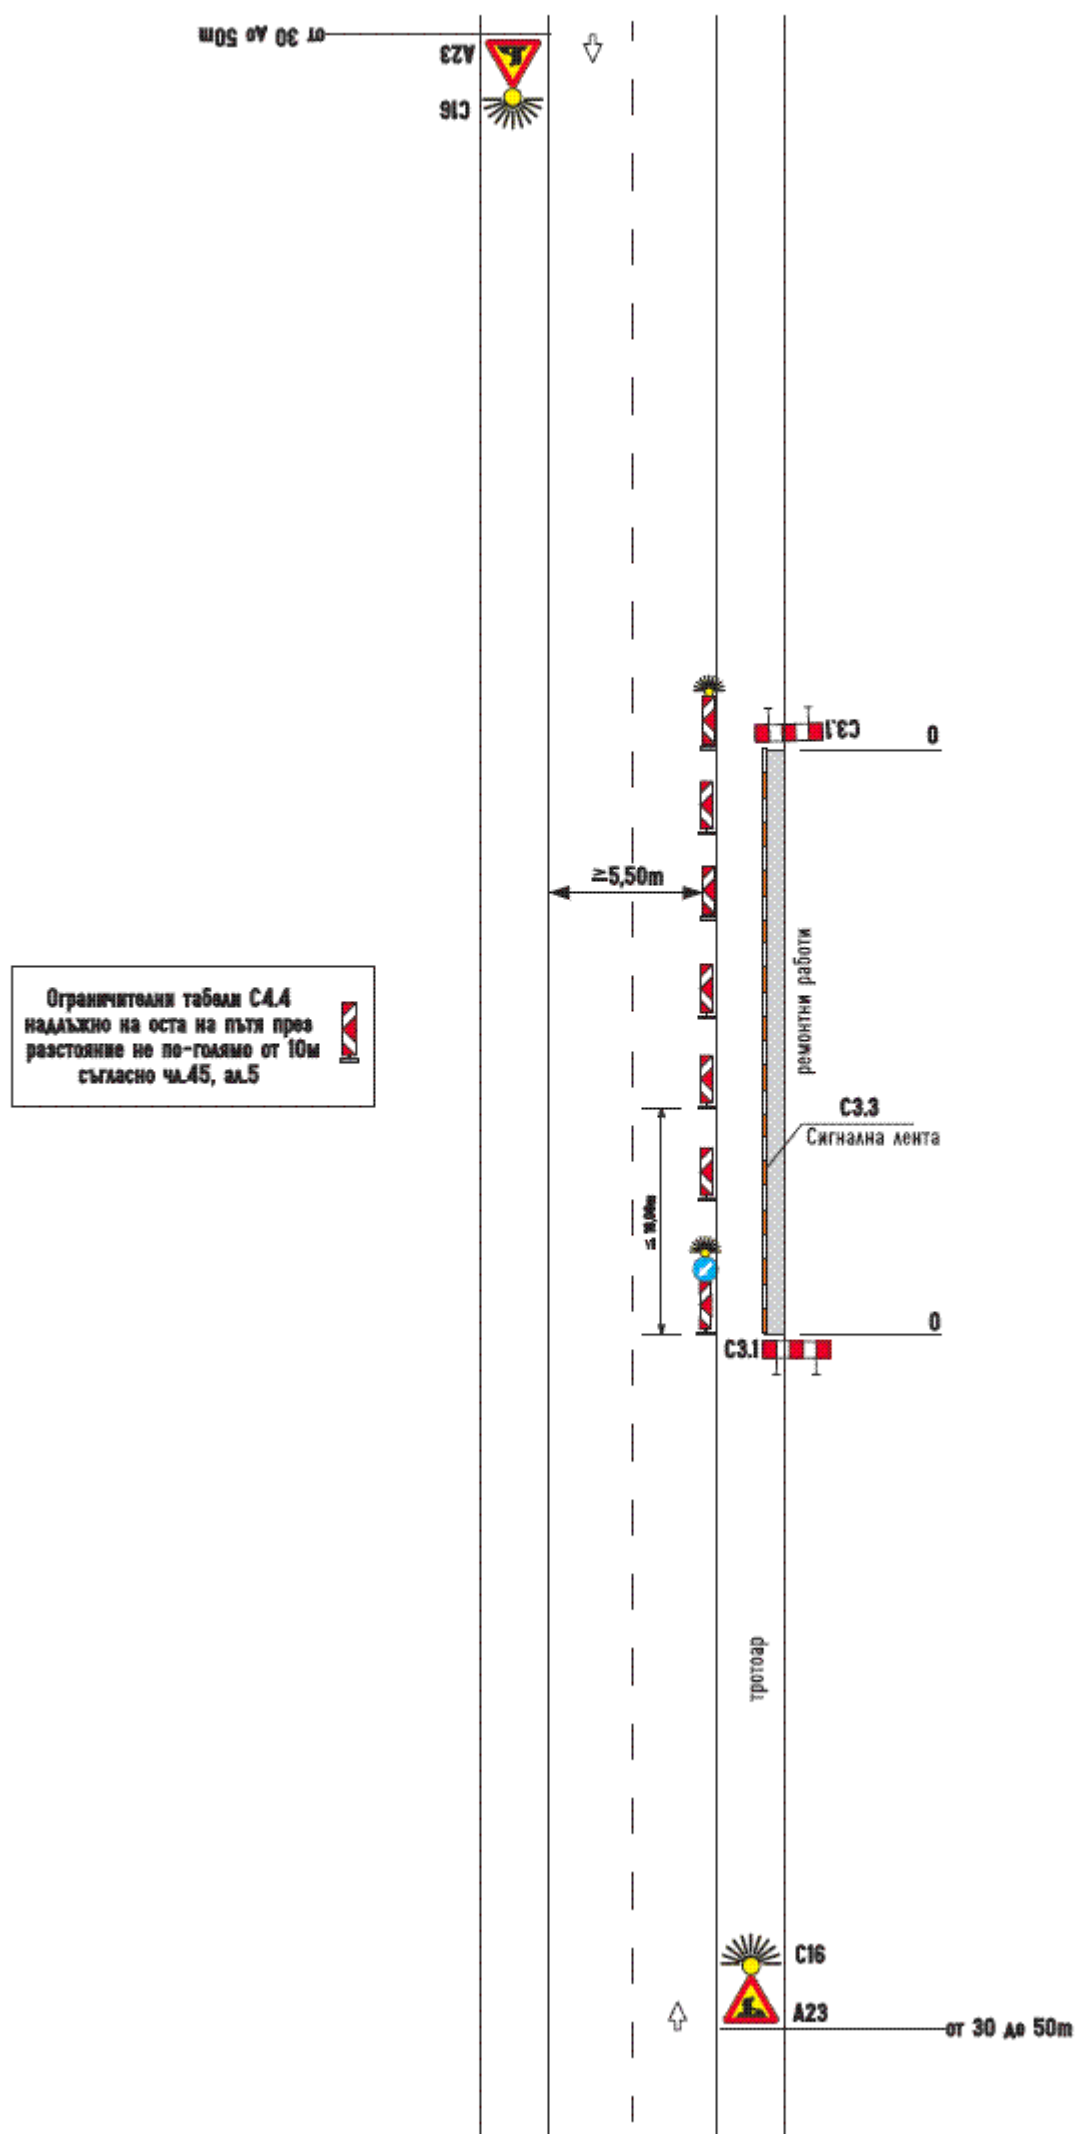 от 30 до 50m
A23
C16
C3.1
0
≥5,50m
ремонтни работи
Ограничителни табели С4.4
надлъжно на оста на пътя през
разстояние не по-голямо от 10м
съгласно чл.45, ал.5
C3.3
Сигнална лента
≤ 10,00m
0
C3.1
тротоар
C16
A23
от 30 до 50m